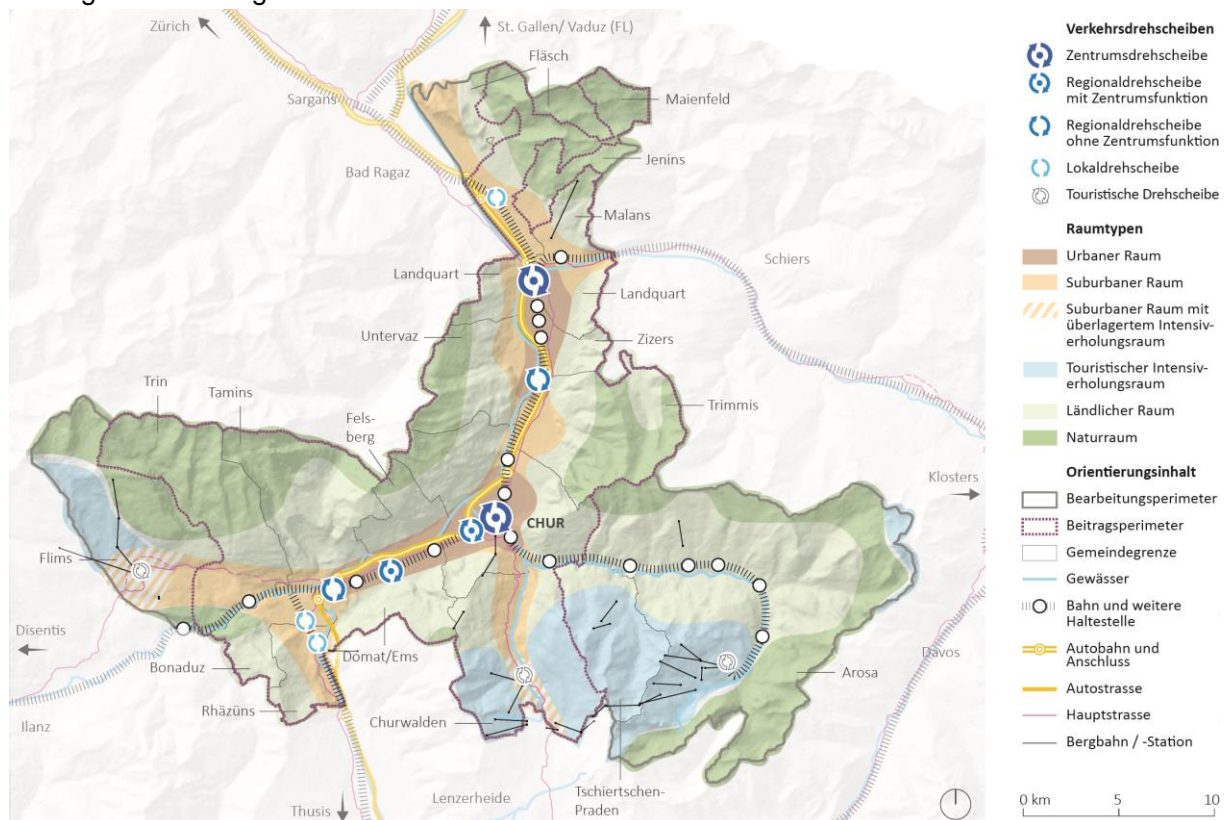 Zürich
St. Gallen/ Vaduz (FL)
Fläsch
Sargans
Maienfeld
Jenins
Bad Ragaz
Malans
Landquart
Schiers
Landquart
Untervaz
Zizers
Trin
Tamins
Trimmis
Fels-
berg
Klosters
CHUR
Flims
Disentis
Davos
Bonaduz
Domat/Ems
Arosa
Rhäzüns
Churwalden
Ilanz
Tschiertschen-
Praden
Lenzerheide
Thusis
Verkehrsdrehscheiben
Zentrumsdrehscheibe
Regionaldrehscheibe
mit Zentrumsfunktion
Regionaldrehscheibe
ohne Zentrumsfunktion
Lokaldrehscheibe
Touristische Drehscheibe
Raumtypen
Urbaner Raum
Suburbaner Raum
Suburbaner Raum mit
überlagertem Intensiv-
erholungsraum
Touristischer Intensiv-
erholungsraum
Ländlicher Raum
Naturraum
Orientierungsinhalt
Bearbeitungsperimeter
Beitragsperimeter
Gemeindegrenze
Gewässer
Bahn und weitere
Haltestelle
Autobahn und
Anschluss
Autostrasse
Hauptstrasse
Bergbahn / -Station
0 km 5 10